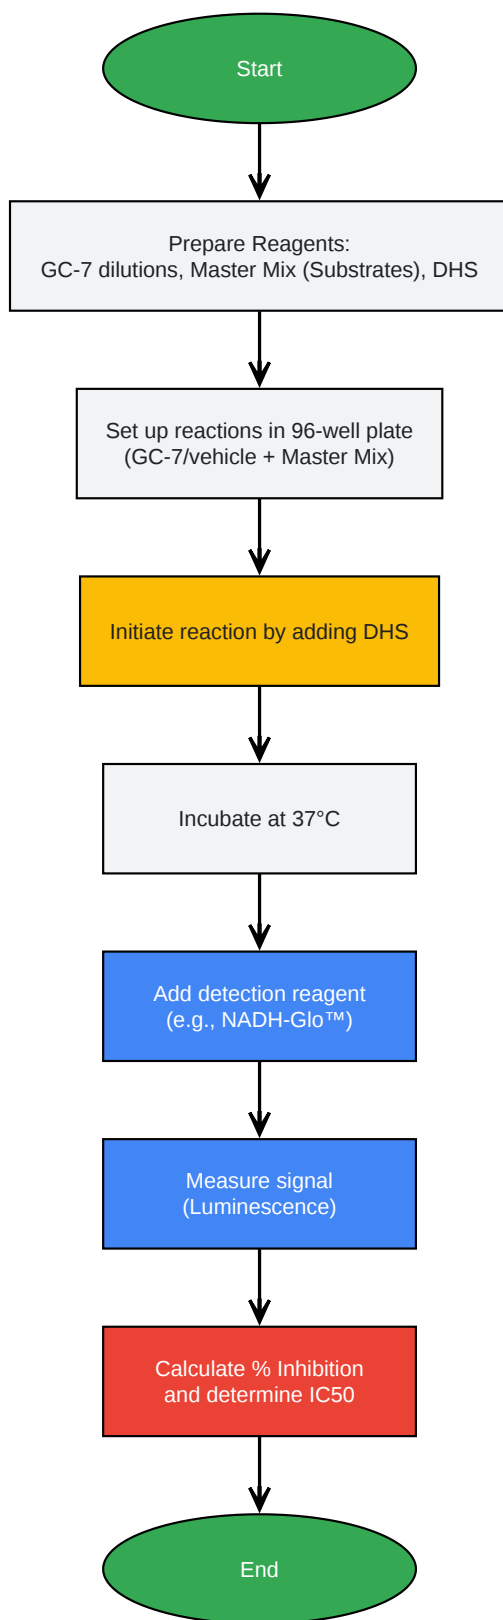 Start
Prepare Reagents:
GC-7 dilutions, Master Mix (Substrates), DHS
Set up reactions in 96-well plate
(GC-7/vehicle + Master Mix)
Initiate reaction by adding DHS
Incubate at 37°C
Add detection reagent
(e.g., NADH-Glo™)
Measure signal
(Luminescence)
Calculate % Inhibition
and determine IC50
End